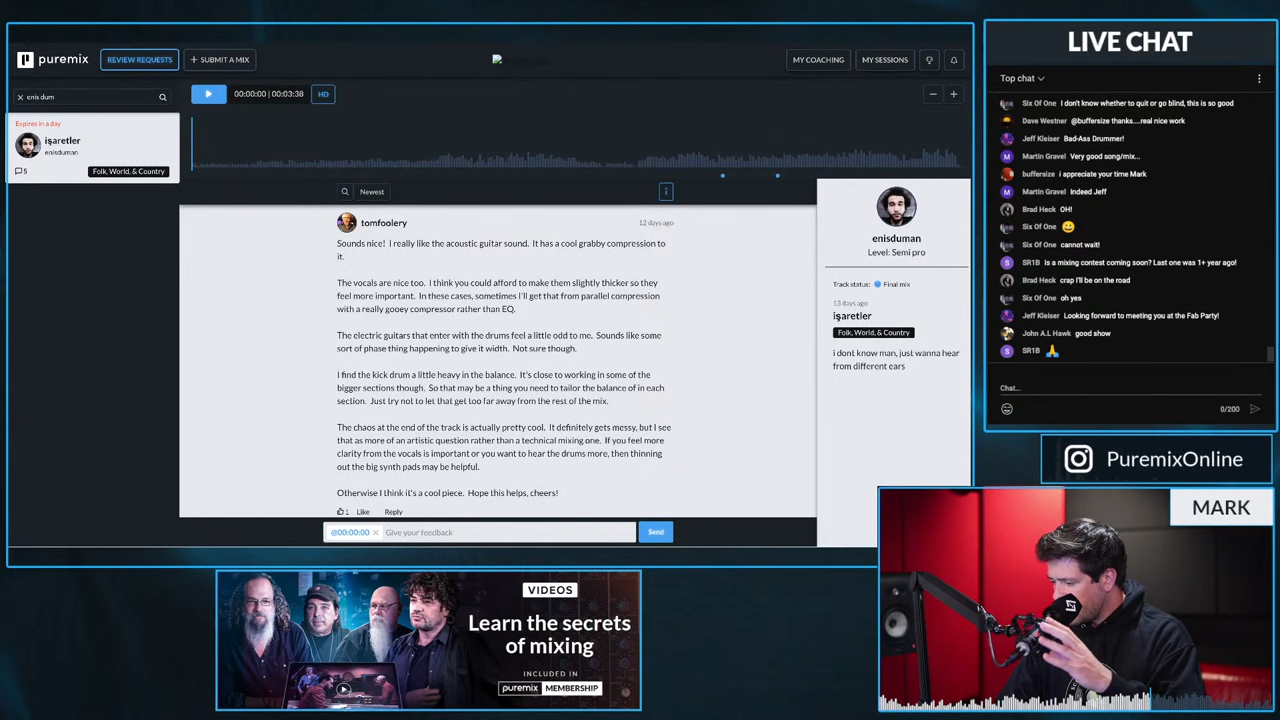 puremix
REVIEW REQUESTS
+ SUBMIT A MIX
MY COACHING
MY SESSIONS
enis dum
00:00:00 | 00:03:38
HD
Expires in a day
işaretler
enisduman
5
Folk, World, & Country
Newest
i
tomfoolery
12 days ago
Sounds nice! I really like the acoustic guitar sound. It has a cool grabby compression to
it.
The vocals are nice too. I think you could afford to make them slightly thicker so they
feel more important. In these cases, sometimes I'll get that from parallel compression
with a really gooey compressor rather than EQ.
The electric guitars that enter with the drums feel a little odd to me. Sounds like some
sort of phase thing happening to give it width. Not sure though.
I find the kick drum a little heavy in the balance. It's close to working in some of the
bigger sections though. So that may be a thing you need to tailor the balance of in each
section. Just try not to let that get too far away from the rest of the mix.
The chaos at the end of the track is actually pretty cool. It definitely gets messy, but I see
that as more of an artistic question rather than a technical mixing one. If you feel more
clarity from the vocals is important or you want to hear the drums more, then thinning
out the big synth pads may be helpful.
Otherwise I think it's a cool piece. Hope this helps, cheers!
1 Like Reply
@00:00:00 × Give your feedback
Send
enisduman
Level: Semi pro
Track status: Final mix
13 days ago
işaretler
Folk, World, & Country
i dont know man, just wanna hear
from different ears
LIVE CHAT
Top chat
Six Of One I don't know whether to quit or go blind, this is so good
Dave Westner @buffersize thanks....real nice work
Jeff Kleiser Bad-Ass Drummer!
M Martin Gravel Very good song/mix...
buffersize i appreciate your time Mark
M Martin Gravel Indeed Jeff
Brad Heck OH!
Six Of One 😀
Six Of One cannot wait!
S SR1B Is a mixing contest coming soon? Last one was 1+ year ago!
Brad Heck crap I'll be on the road
Six Of One oh yes
Jeff Kleiser Looking forward to meeting you at the Fab Party!
John A.L Hawk good show
S SR1B 🙏
Chat...
0/200
PuremixOnline
MARK
VIDEOS
Learn the secrets
of mixing
INCLUDED IN
puremix MEMBERSHIP